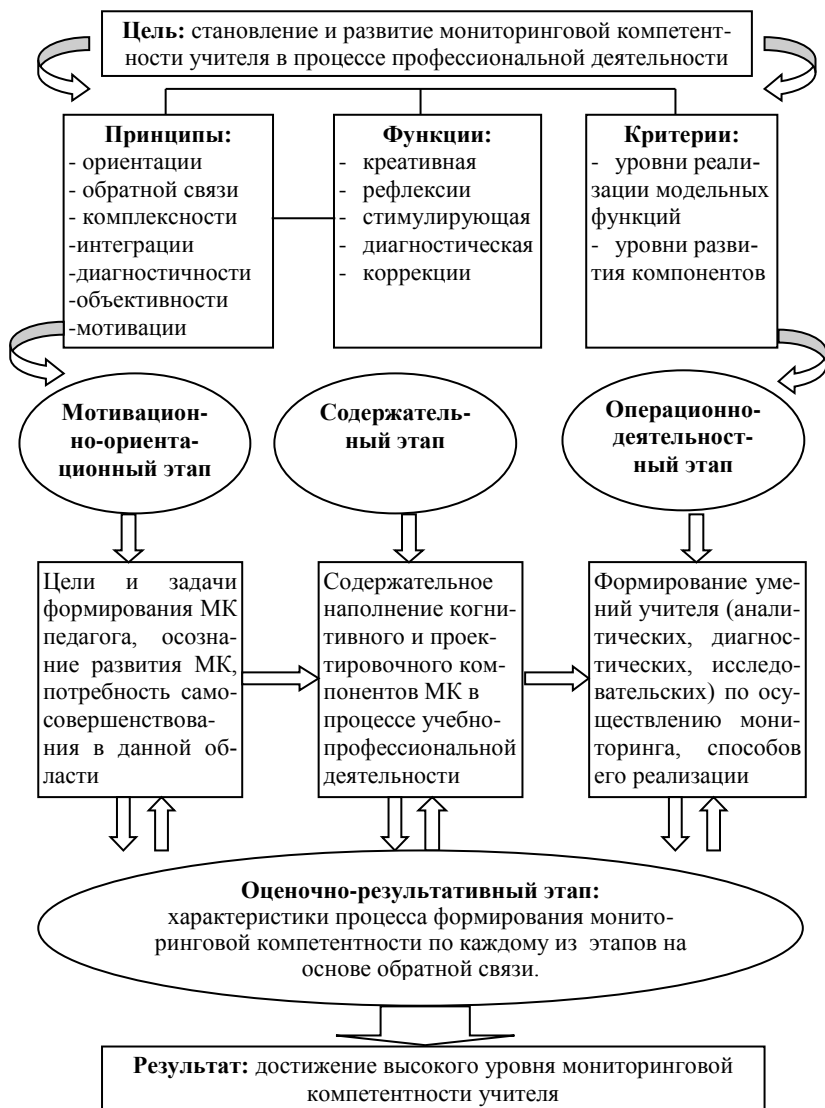 Цель: становление и развитие мониторинговой компетент-
ности учителя в процессе профессиональной деятельности
Принципы:
- ориентации
- обратной связи
- комплексности
-интеграции
-диагностичности
-объективности
-мотивации
Функции:
- креативная
- рефлексии
- стимулирующая
- диагностическая
- коррекции
Критерии:
- уровни реали-
зации модельных
функций
- уровни разви-
тия компонентов
Мотивацион-
но-ориента-
ционный этап
Содержатель-
ный этап
Операционно-
деятельност-
ный этап
Цели и задачи
формирования МК
педагога, осозна-
ние развития МК,
потребность само-
совершенствова-
ния в данной об-
ласти
Содержательное
наполнение когни-
тивного и проек-
тировочного ком-
понентов МК в
процессе учебно-
профессиональной
деятельности
Формирование уме-
ний учителя (анали-
тических, диагнос-
тических, исследо-
вательских) по осу-
ществлению мони-
торинга, способов
его реализации
Оценочно-результативный этап:
характеристики процесса формирования монито-
ринговой компетентности по каждому из этапов на
основе обратной связи.
Результат: достижение высокого уровня мониторинговой
компетентности учителя